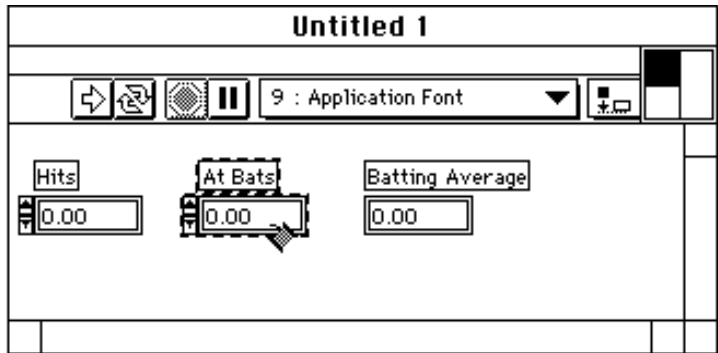 Untitled 1
9 : Application Font
Hits
At Bats
Batting Average
0.00
0.00
0.00